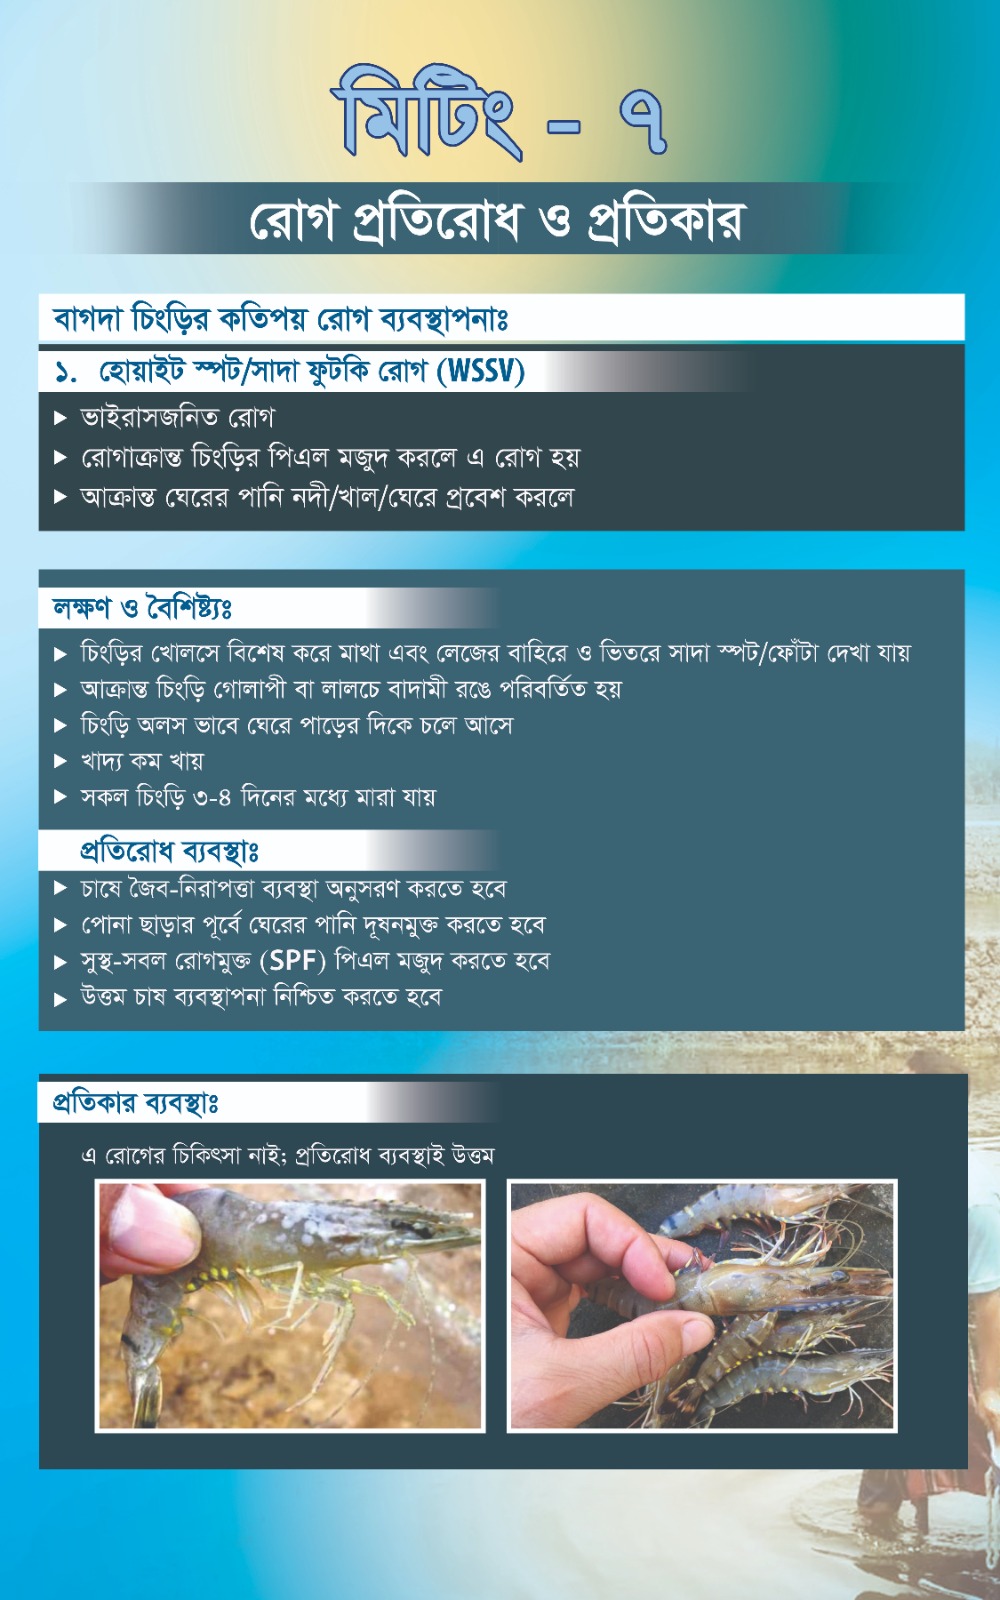 মিটিং - ৭
রোগ প্রতিরোধ ও প্রতিকার
বাগদা চিংড়ির কতিপয় রোগ ব্যবস্থাপনাঃ
১. হোয়াইট স্পট/সাদা ফুটকি রোগ (WSSV)
▶ ভাইরাসজনিত রোগ
▶ রোগাক্রান্ত চিংড়ির পিএল মজুদ করলে এ রোগ হয়
▶ আক্রান্ত ঘেরের পানি নদী/খাল/ঘেরে প্রবেশ করলে
লক্ষণ ও বৈশিষ্ট্যঃ
▶ চিংড়ির খোলসে বিশেষ করে মাথা এবং লেজের বাহিরে ও ভিতরে সাদা স্পট/ফোঁটা দেখা যায়
▶ আক্রান্ত চিংড়ি গোলাপী বা লালচে বাদামী রঙে পরিবর্তিত হয়
▶ চিংড়ি অলস ভাবে ঘেরে পাড়ের দিকে চলে আসে
▶ খাদ্য কম খায়
▶ সকল চিংড়ি ৩-৪ দিনের মধ্যে মারা যায়
প্রতিরোধ ব্যবস্থাঃ
▶ চাষে জৈব-নিরাপত্তা ব্যবস্থা অনুসরণ করতে হবে
▶ পোনা ছাড়ার পূর্বে ঘেরের পানি দূষনমুক্ত করতে হবে
▶ সুস্থ-সবল রোগমুক্ত (SPF) পিএল মজুদ করতে হবে
▶ উত্তম চাষ ব্যবস্থাপনা নিশ্চিত করতে হবে
প্রতিকার ব্যবস্থাঃ
এ রোগের চিকিৎসা নাই; প্রতিরোধ ব্যবস্থাই উত্তম